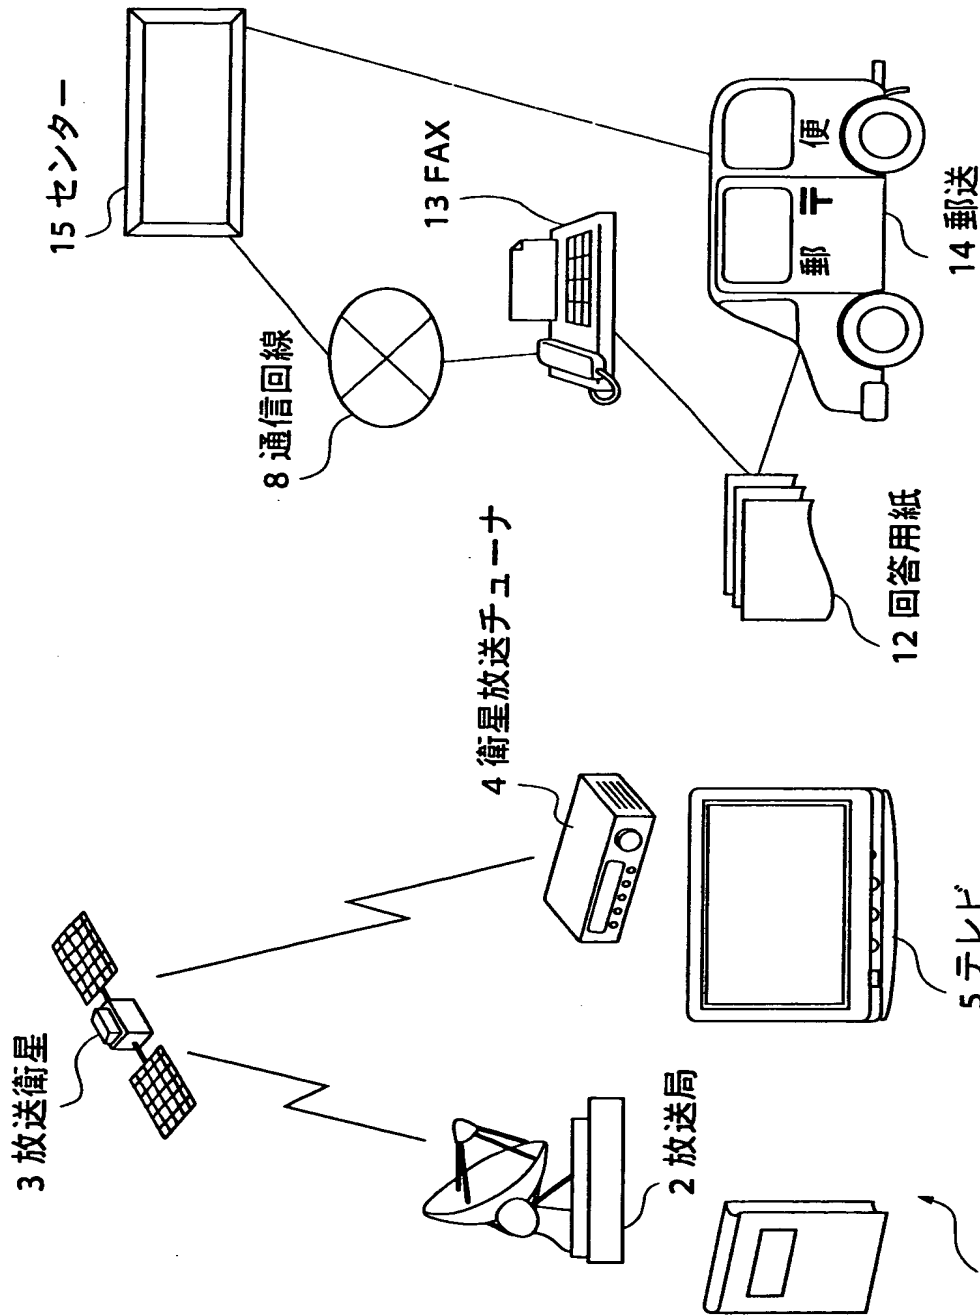 3 放送衛星
15 センター
8 通信回線
13 FAX
4 衛星放送チューナ
2 放送局
12 回答用紙
郵 〒 便
14 郵送
5 テレビ